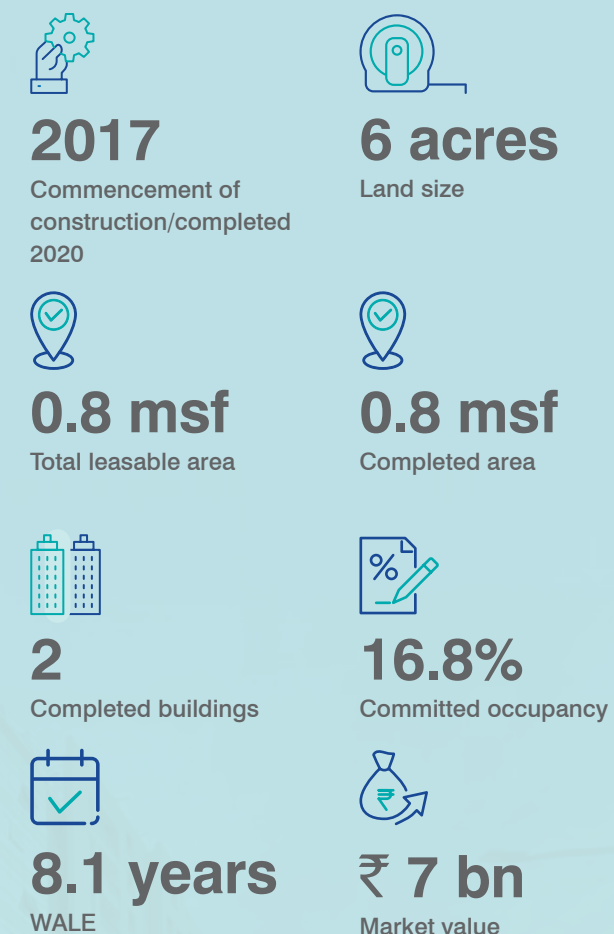 2017
Commencement of
construction/completed
2020
6 acres
Land size
0.8 msf
Total leasable area
0.8 msf
Completed area
2
Completed buildings
%
16.8%
Committed occupancy
8.1 years
WALE
₹
₹ 7 bn
Market value